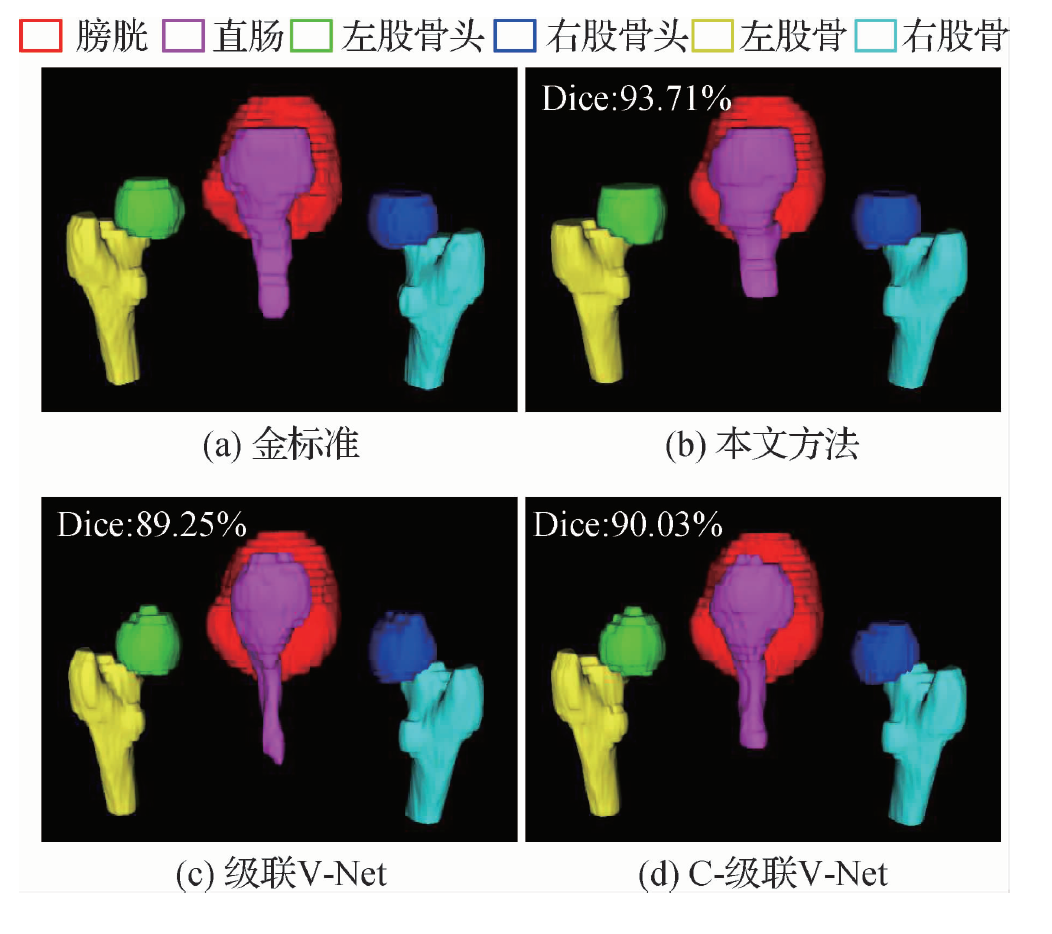 膀胱 直肠 左股骨头 右股骨头 左股骨 右股骨
Dice:93.71%
(a) 金标准 (b) 本文方法
Dice:89.25% Dice:90.03%
(c) 级联V-Net (d) C-级联V-Net